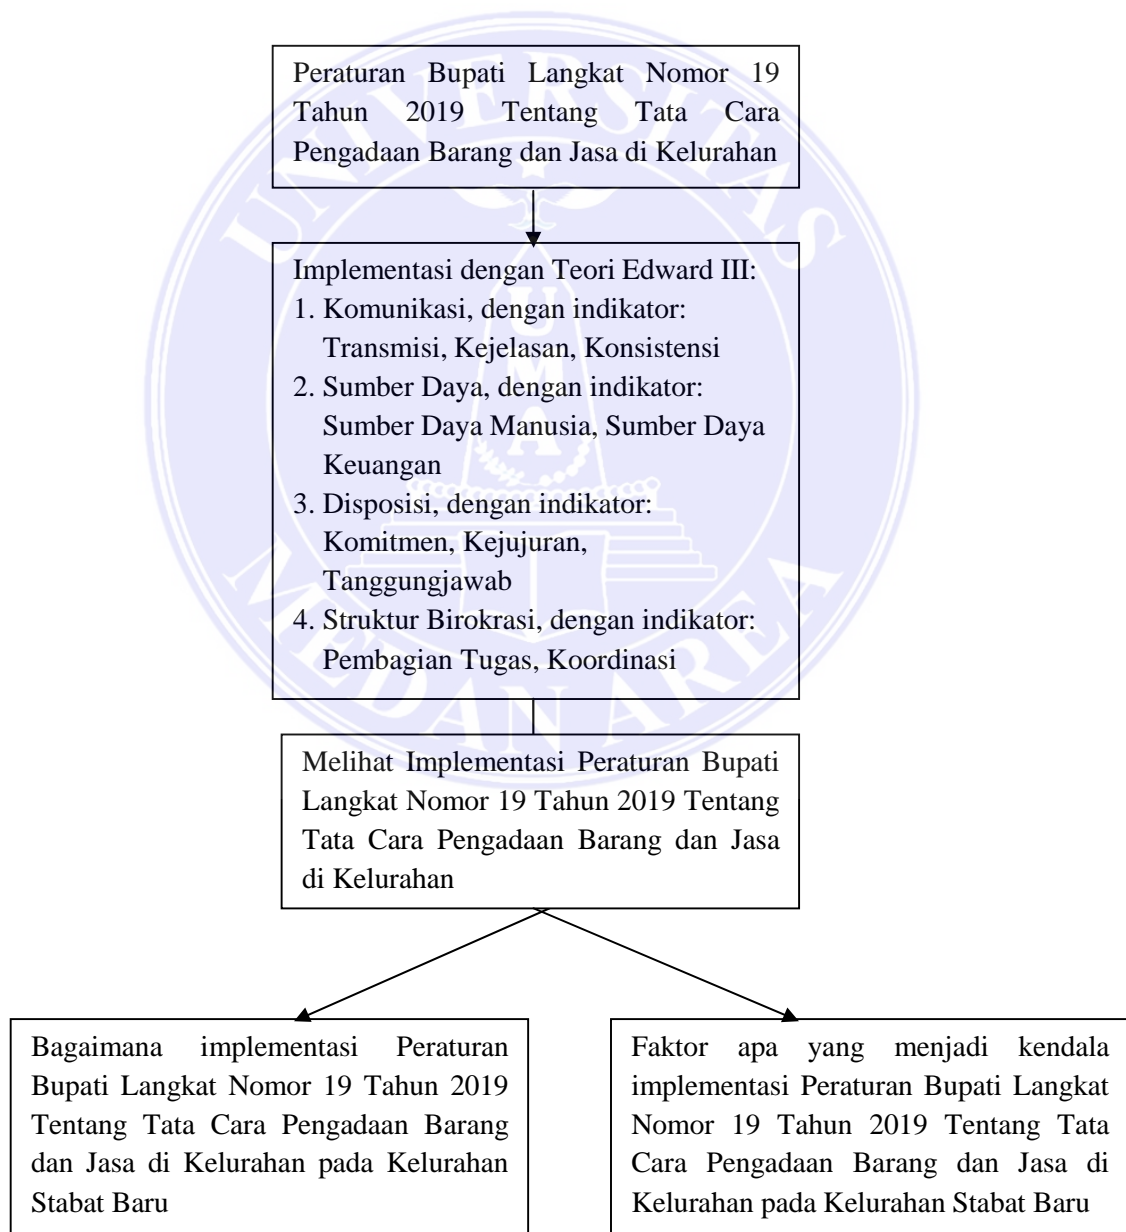 Peraturan Bupati Langkat Nomor 19
Tahun 2019 Tentang Tata Cara
Pengadaan Barang dan Jasa di Kelurahan
Implementasi dengan Teori Edward III:
1. Komunikasi, dengan indikator:
Transmisi, Kejelasan, Konsistensi
2. Sumber Daya, dengan indikator:
Sumber Daya Manusia, Sumber Daya
Keuangan
3. Disposisi, dengan indikator:
Komitmen, Kejujuran,
Tanggungjawab
4. Struktur Birokrasi, dengan indikator:
Pembagian Tugas, Koordinasi
Melihat Implementasi Peraturan Bupati
Langkat Nomor 19 Tahun 2019 Tentang
Tata Cara Pengadaan Barang dan Jasa
di Kelurahan
Bagaimana implementasi Peraturan
Bupati Langkat Nomor 19 Tahun 2019
Tentang Tata Cara Pengadaan Barang
dan Jasa di Kelurahan pada Kelurahan
Stabat Baru
Faktor apa yang menjadi kendala
implementasi Peraturan Bupati Langkat
Nomor 19 Tahun 2019 Tentang Tata
Cara Pengadaan Barang dan Jasa di
Kelurahan pada Kelurahan Stabat Baru
UNIVERSITAS
UMA
MEDAN AREA